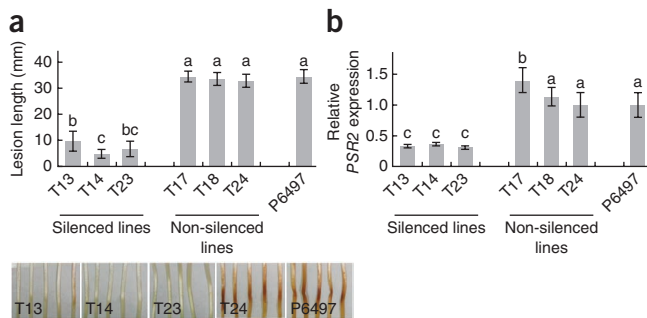 a
Lesion length (mm)
40
30
20
10
0
b
c
bc
a
a
a
a
T13
T14
T23
T17
T18
T24
P6497
Silenced lines
Non-silenced
lines
T13
T14
T23
T24
P6497
b
Relative
PSR2 expression
1.5
1.0
0.5
0
c
c
c
b
a
a
a
T13
T14
T23
T17
T18
T24
P6497
Silenced lines
Non-silenced
lines